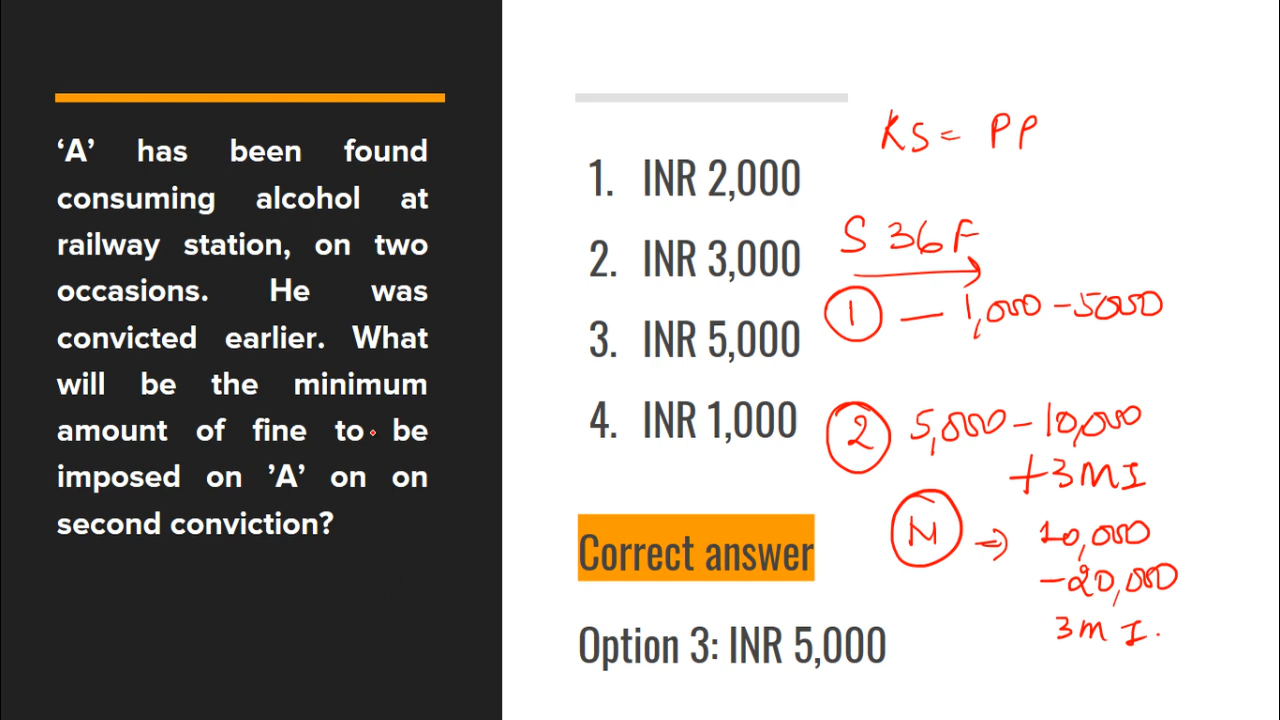 ‘A’ has been found
consuming alcohol at
railway station, on two
occasions. He was
convicted earlier. What
will be the minimum
amount of fine to be
imposed on ’A’ on on
second conviction?
1. INR 2,000
2. INR 3,000
3. INR 5,000
4. INR 1,000
Correct answer
Option 3: INR 5,000
KS = PP
S 36F
1 — 1,000 - 5000
2 5,000 - 10,000
+3MI
N ⇒ 10,000
-20,000
3M I.